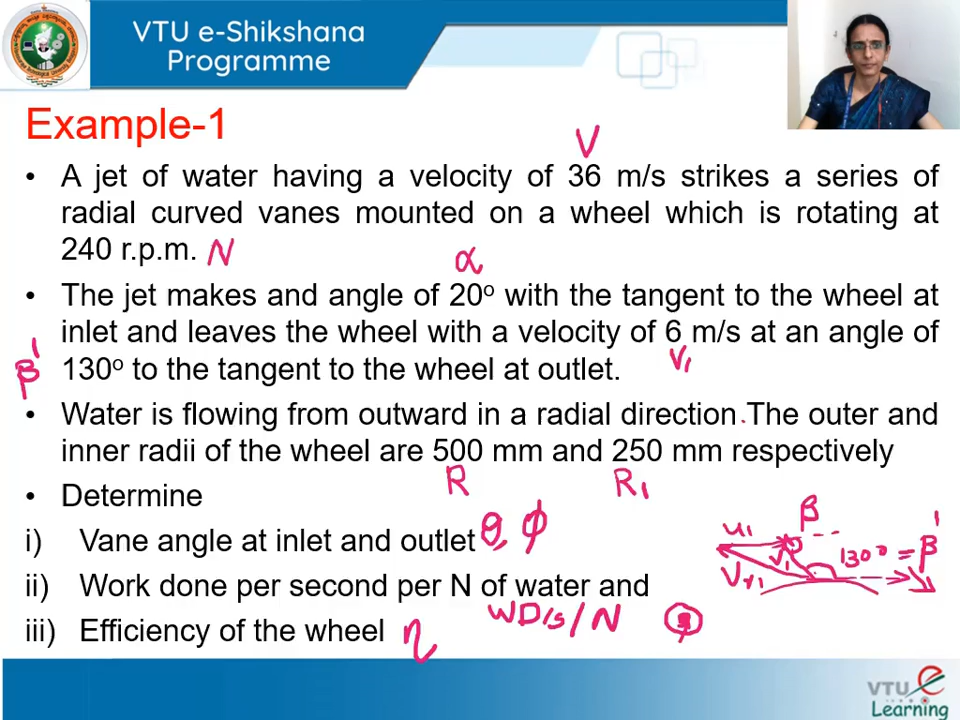 VTU e-Shikshana
Programme
Example-1
V
• A jet of water having a velocity of 36 m/s strikes a series of
radial curved vanes mounted on a wheel which is rotating at
240 r.p.m. N
α
• The jet makes and angle of 20º with the tangent to the wheel at
inlet and leaves the wheel with a velocity of 6 m/s at an angle of
β' 130º to the tangent to the wheel at outlet. V1
• Water is flowing from outward in a radial direction.The outer and
inner radii of the wheel are 500 mm and 250 mm respectively
R R1
• Determine
i) Vane angle at inlet and outlet θ, ϕ
ii) Work done per second per N of water and
WD/s/N
iii) Efficiency of the wheel η
β
u1
V1 130º = β'
Vr1
VTU e
Learning